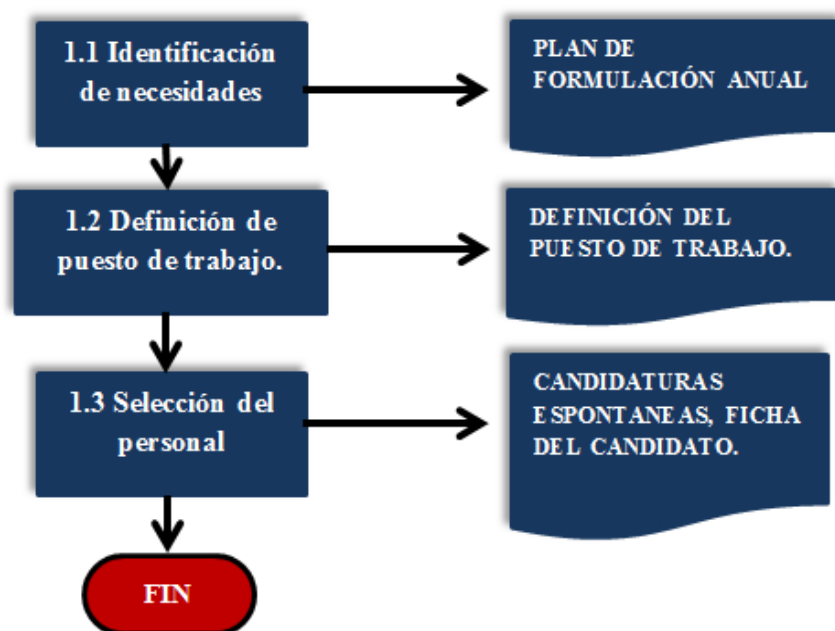 1.1 Identificación
de necesidades
PLAN DE
FORMULACIÓN ANUAL
1.2 Definición de
puesto de trabajo.
DEFINICIÓN DEL
PUESTO DE TRABAJO.
1.3 Selección del
personal
CANDIDATURAS
ESPONTANEAS, FICHA
DEL CANDIDATO.
FIN